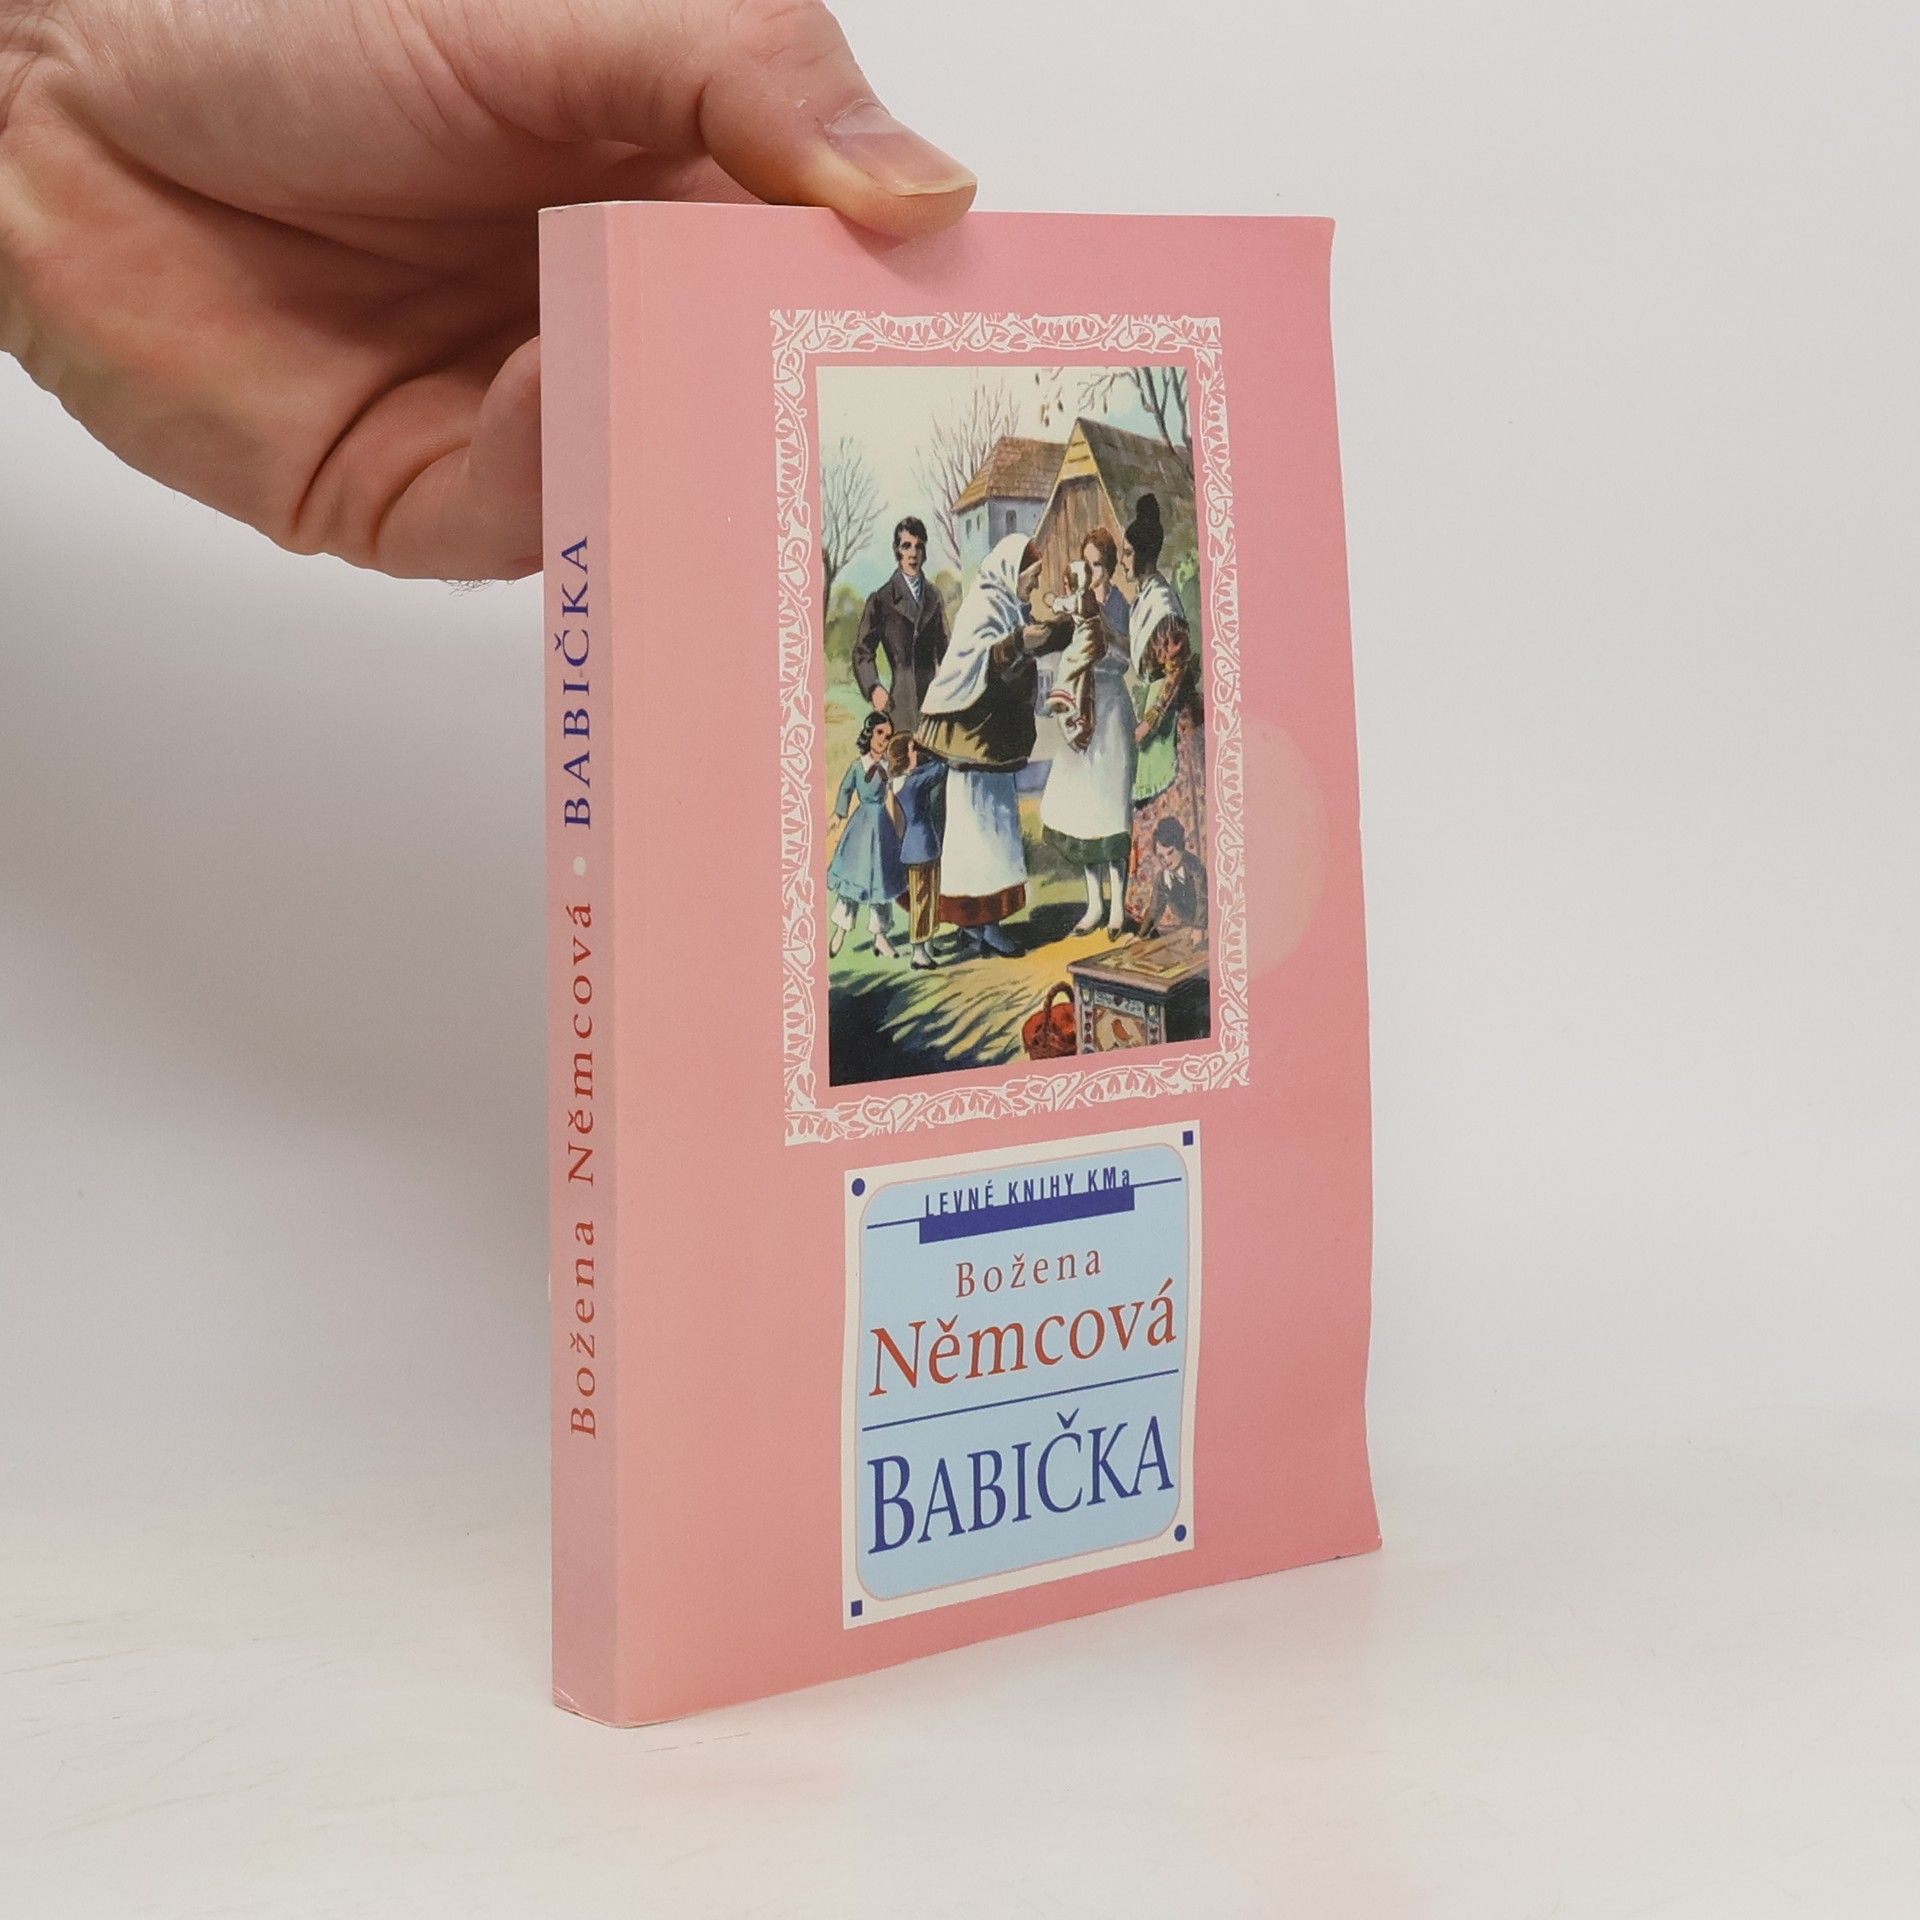 Božena Němcová • BABIČKA
LEVNÉ KNIHY KMa
Božena
Němcová
BABIČKA